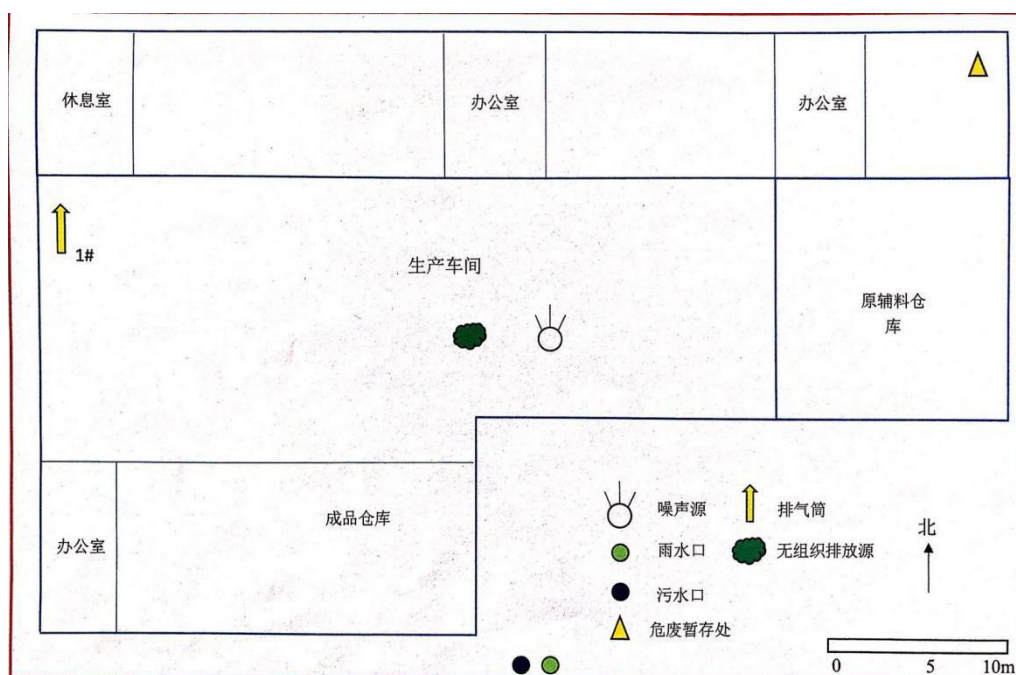 休息室
办公室
办公室
1#
生产车间
原辅料仓
库
噪声源
排气筒
北
成品仓库
办公室
雨水口
无组织排放源
污水口
危废暂存处
0 5 10m